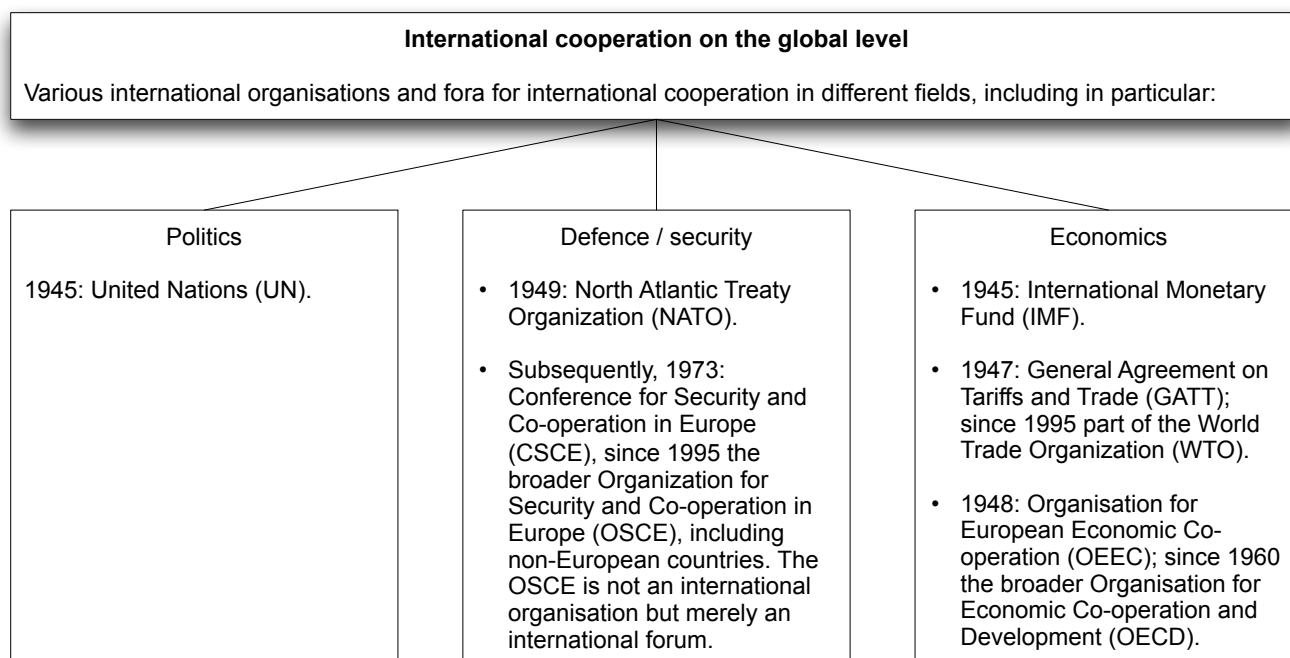 International cooperation on the global level
Various international organisations and fora for international cooperation in different fields, including in particular:
Politics
1945: United Nations (UN).
Defence / security
• 1949: North Atlantic Treaty
Organization (NATO).
• Subsequently, 1973:
Conference for Security and
Co-operation in Europe
(CSCE), since 1995 the
broader Organization for
Security and Co-operation in
Europe (OSCE), including
non-European countries. The
OSCE is not an international
organisation but merely an
international forum.
Economics
• 1945: International Monetary
Fund (IMF).
• 1947: General Agreement on
Tariffs and Trade (GATT);
since 1995 part of the World
Trade Organization (WTO).
• 1948: Organisation for
European Economic Co-
operation (OEEC); since 1960
the broader Organisation for
Economic Co-operation and
Development (OECD).